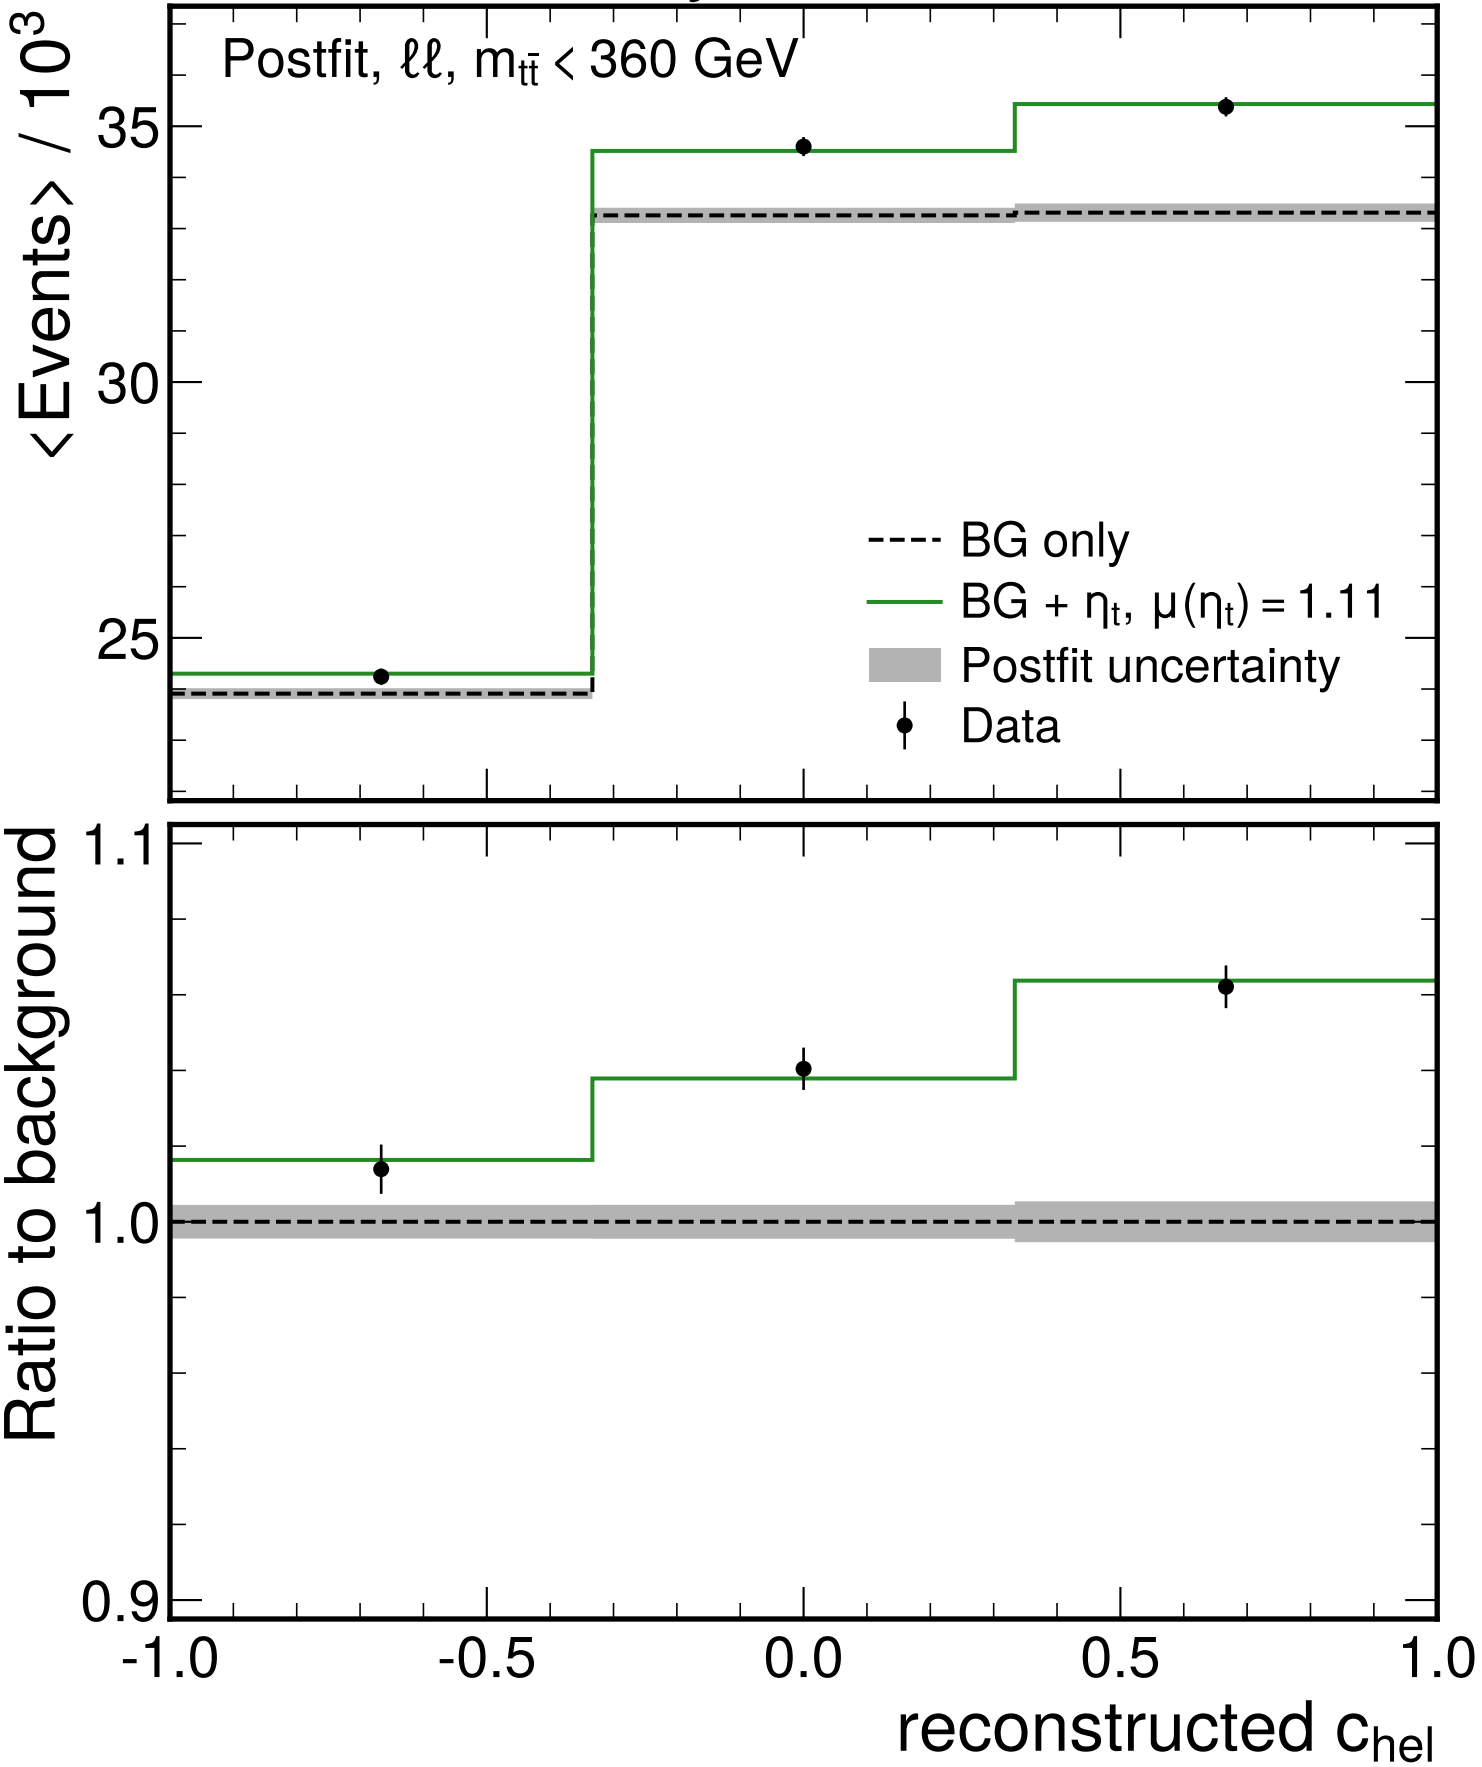 Postfit, ℓℓ, m_tt̄ < 360 GeV
<Events> / 10³
35
30
25
BG only
BG + η_t, μ(η_t) = 1.11
Postfit uncertainty
Data
Ratio to background
1.1
1.0
0.9
-1.0 -0.5 0.0 0.5 1.0
reconstructed c_hel